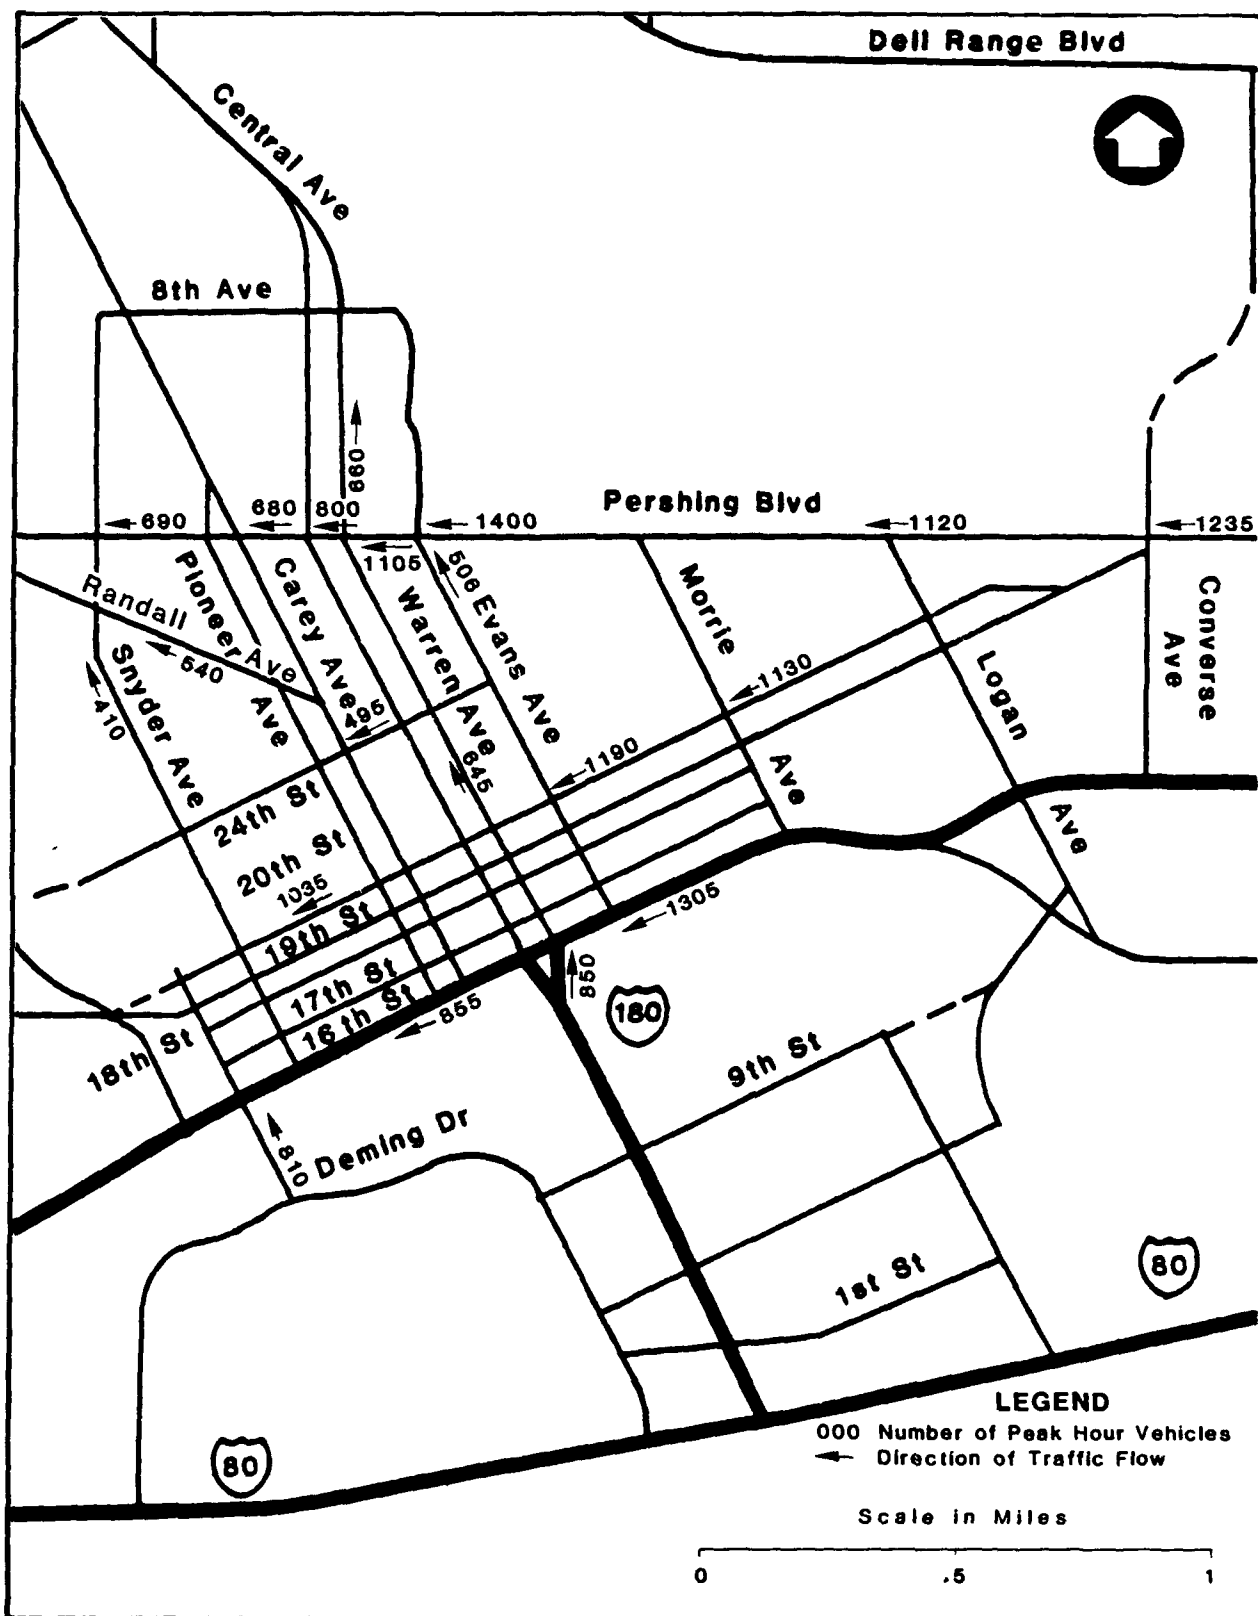 Dell Range Blvd
Central Ave
8th Ave
660
Pershing Blvd
690
680
800
1400
1120
1235
1105
506
Pioneer Ave
Carey Ave
Warren Ave
Evans Ave
Morrie Ave
Logan Ave
Converse Ave
Randall Ave
540
Snyder Ave
410
495
645
1130
1190
24th St
20th St
1035
19th St
1305
17th St
850
16th St
855
180
18th St
9th St
810
Deming Dr
1st St
80
80
LEGEND
000 Number of Peak Hour Vehicles
Direction of Traffic Flow
Scale in Miles
0 .5 1